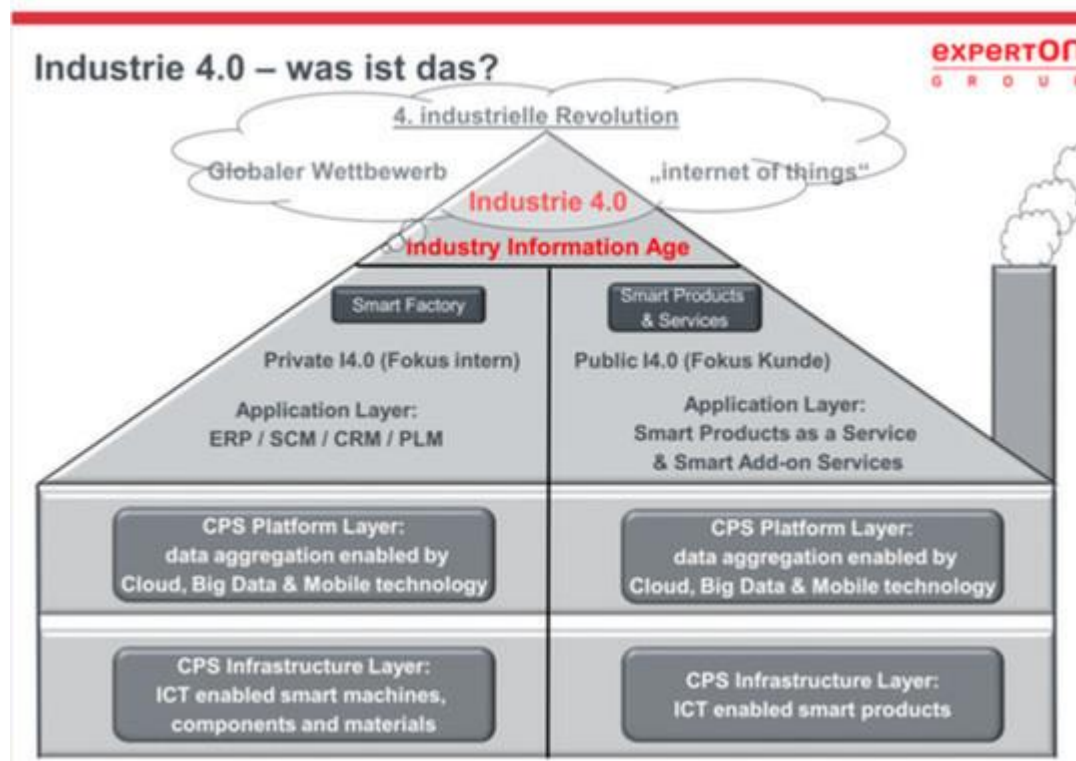 Industrie 4.0 – was ist das?
experton
GROUP
4. industrielle Revolution
Globaler Wettbewerb
„internet of things“
Industrie 4.0
Industry Information Age
Smart Factory
Private I4.0 (Fokus intern)
Application Layer:
ERP / SCM / CRM / PLM
Smart Products
& Services
Public I4.0 (Fokus Kunde)
Application Layer:
Smart Products as a Service
& Smart Add-on Services
CPS Platform Layer:
data aggregation enabled by
Cloud, Big Data & Mobile technology
CPS Platform Layer:
data aggregation enabled by
Cloud, Big Data & Mobile technology
CPS Infrastructure Layer:
ICT enabled smart machines,
components and materials
CPS Infrastructure Layer:
ICT enabled smart products